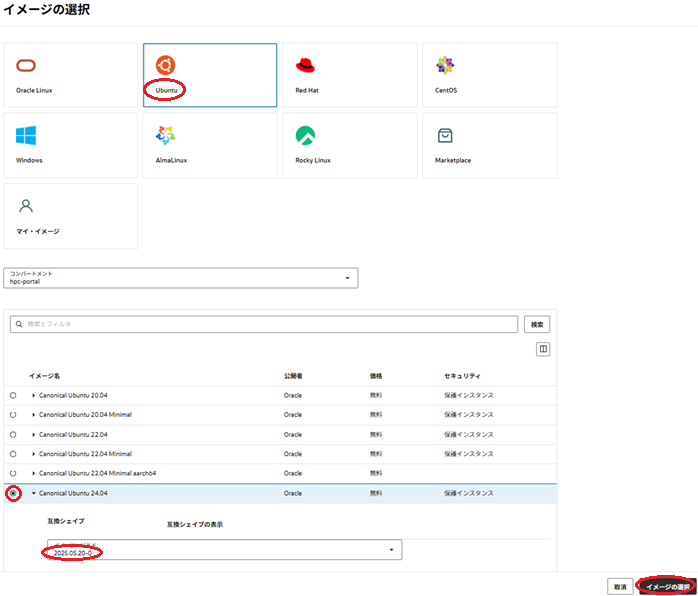 イメージの選択
Oracle Linux
Ubuntu
Red Hat
CentOS
Windows
AlmaLinux
Rocky Linux
Marketplace
マイ・イメージ
コンパートメント
hpc-portal
検索とフィルタ
検索
イメージ名 公開者 価格 セキュリティ
Canonical Ubuntu 20.04 Oracle 無料 保護インスタンス
Canonical Ubuntu 20.04 Minimal Oracle 無料 保護インスタンス
Canonical Ubuntu 22.04 Oracle 無料 保護インスタンス
Canonical Ubuntu 22.04 Minimal Oracle 無料 保護インスタンス
Canonical Ubuntu 22.04 Minimal aarch64 Oracle 無料
Canonical Ubuntu 24.04 Oracle 無料 保護インスタンス
互換シェイプ 互換シェイプの表示
2025.05.20-0
取消 イメージの選択